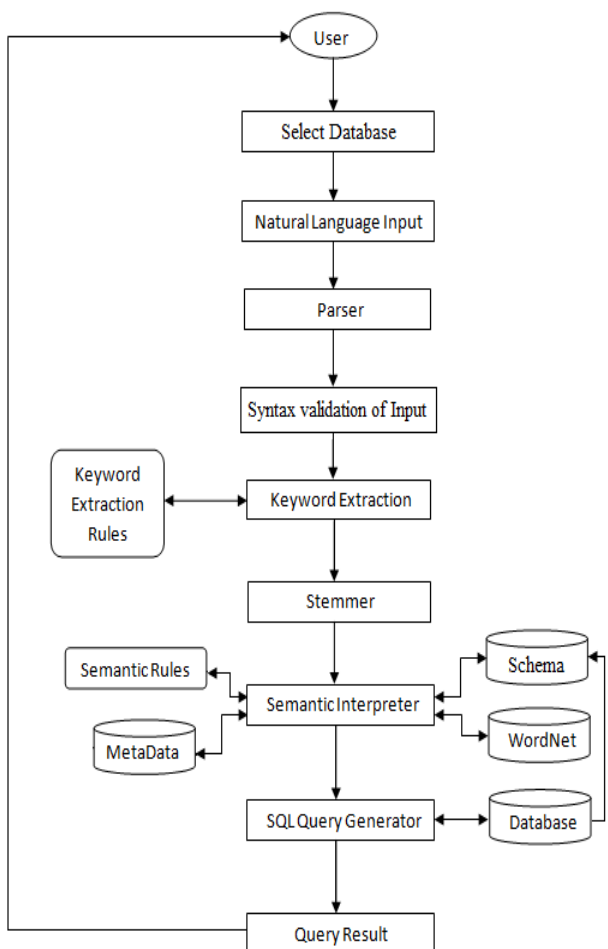 User
Select Database
Natural Language Input
Parser
Syntax validation of Input
Keyword
Extraction
Rules
Keyword Extraction
Stemmer
Semantic Rules
Schema
Semantic Interpreter
MetaData
WordNet
SQL Query Generator
Database
Query Result